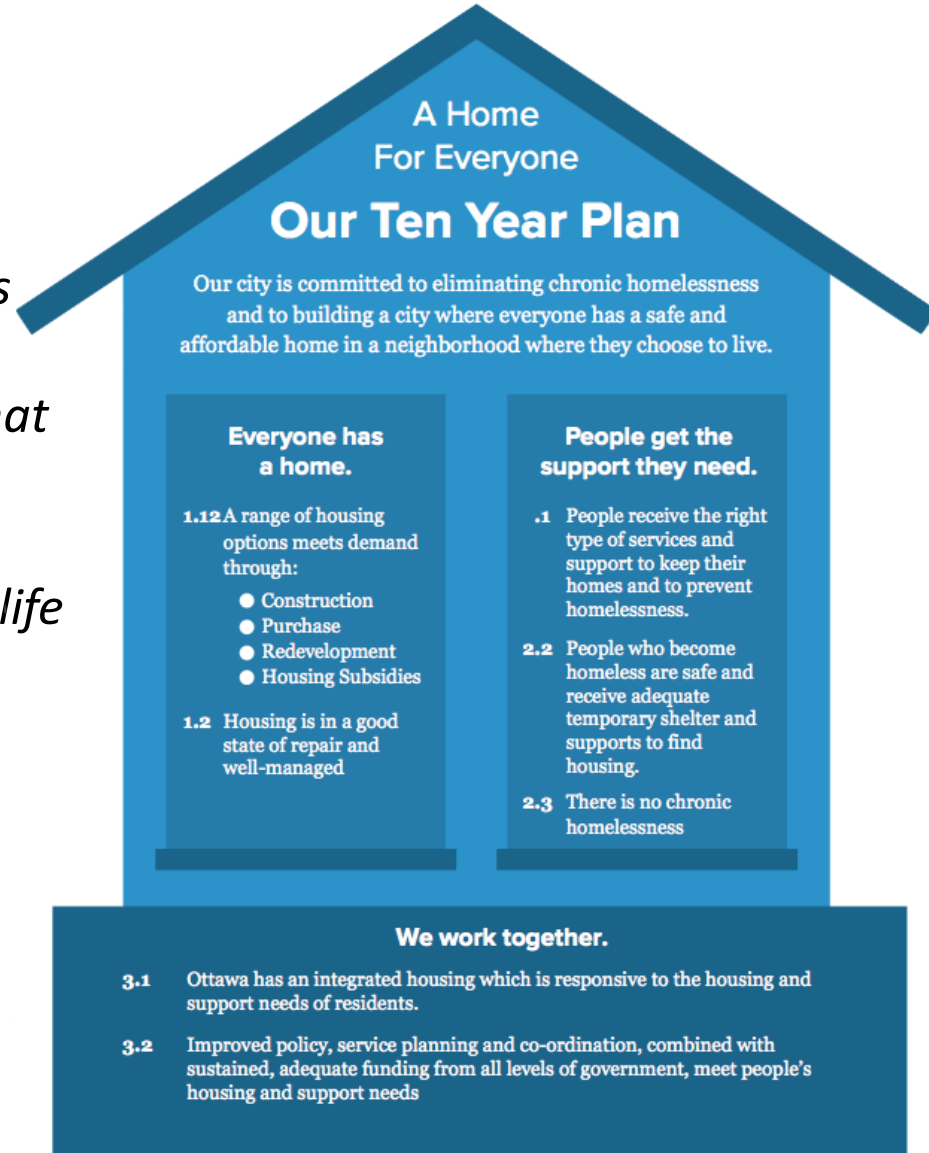 A Home
For Everyone
Our Ten Year Plan
Our city is committed to eliminating chronic homelessness
and to building a city where everyone has a safe and
affordable home in a neighborhood where they choose to live.
s
at
life
Everyone has
a home.
1.12 A range of housing
options meets demand
through:
● Construction
● Purchase
● Redevelopment
● Housing Subsidies
1.2 Housing is in a good
state of repair and
well-managed
People get the
support they need.
.1 People receive the right
type of services and
support to keep their
homes and to prevent
homelessness.
2.2 People who become
homeless are safe and
receive adequate
temporary shelter and
supports to find
housing.
2.3 There is no chronic
homelessness
We work together.
3.1 Ottawa has an integrated housing which is responsive to the housing and
support needs of residents.
3.2 Improved policy, service planning and co-ordination, combined with
sustained, adequate funding from all levels of government, meet people's
housing and support needs